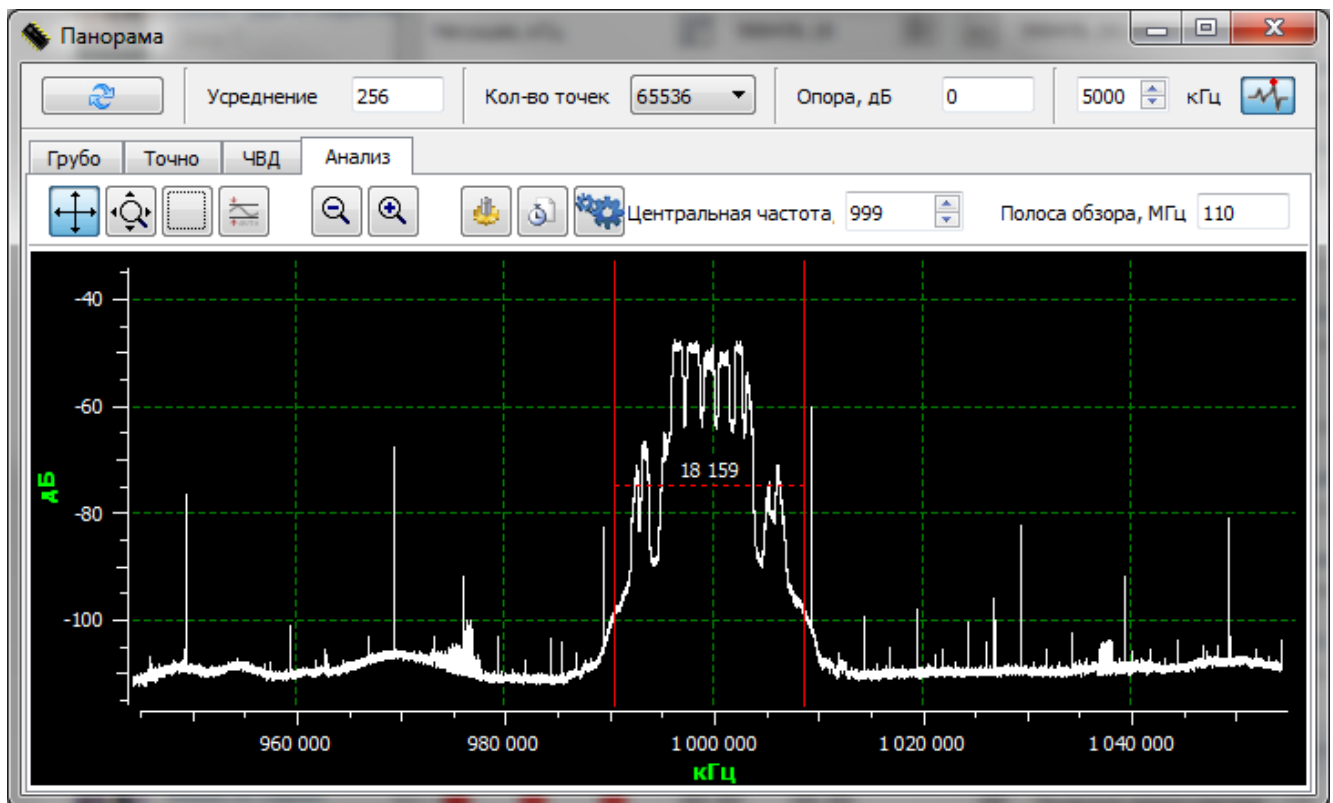 Панорама
Усреднение 256 Кол-во точек 65536 Опора, дБ 0 5000 кГц
Грубо Точно ЧВД Анализ
Центральная частота, 999 Полоса обзора, МГц 110
-40
-60
18 159
дБ
-80
-100
960 000 980 000 1 000 000 1 020 000 1 040 000
кГц